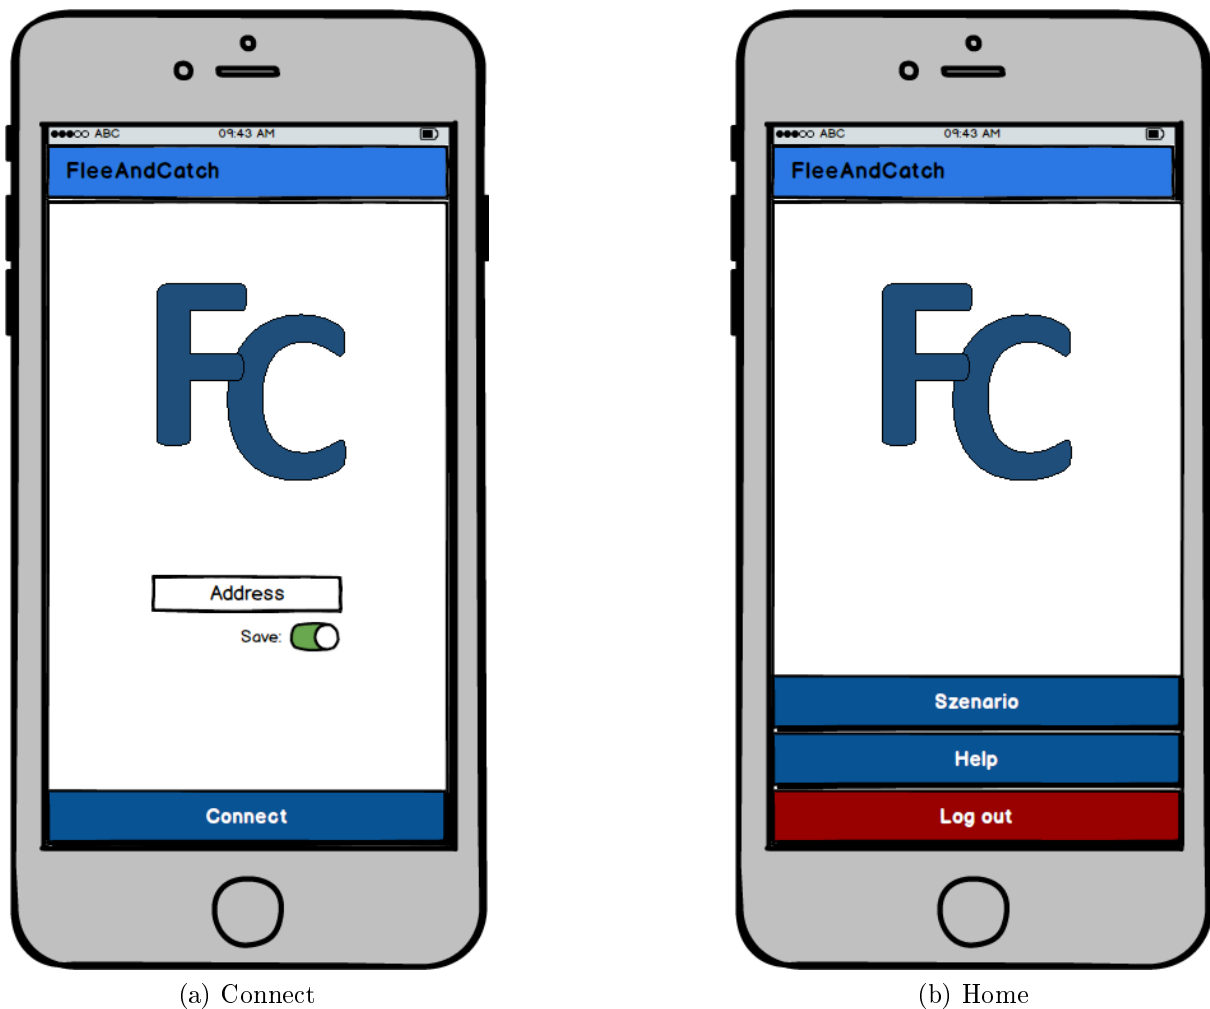 ABC 09:43 AM
FleeAndCatch
FC
Address
Save:
Connect
(a) Connect
ABC 09:43 AM
FleeAndCatch
FC
Szenario
Help
Log out
(b) Home